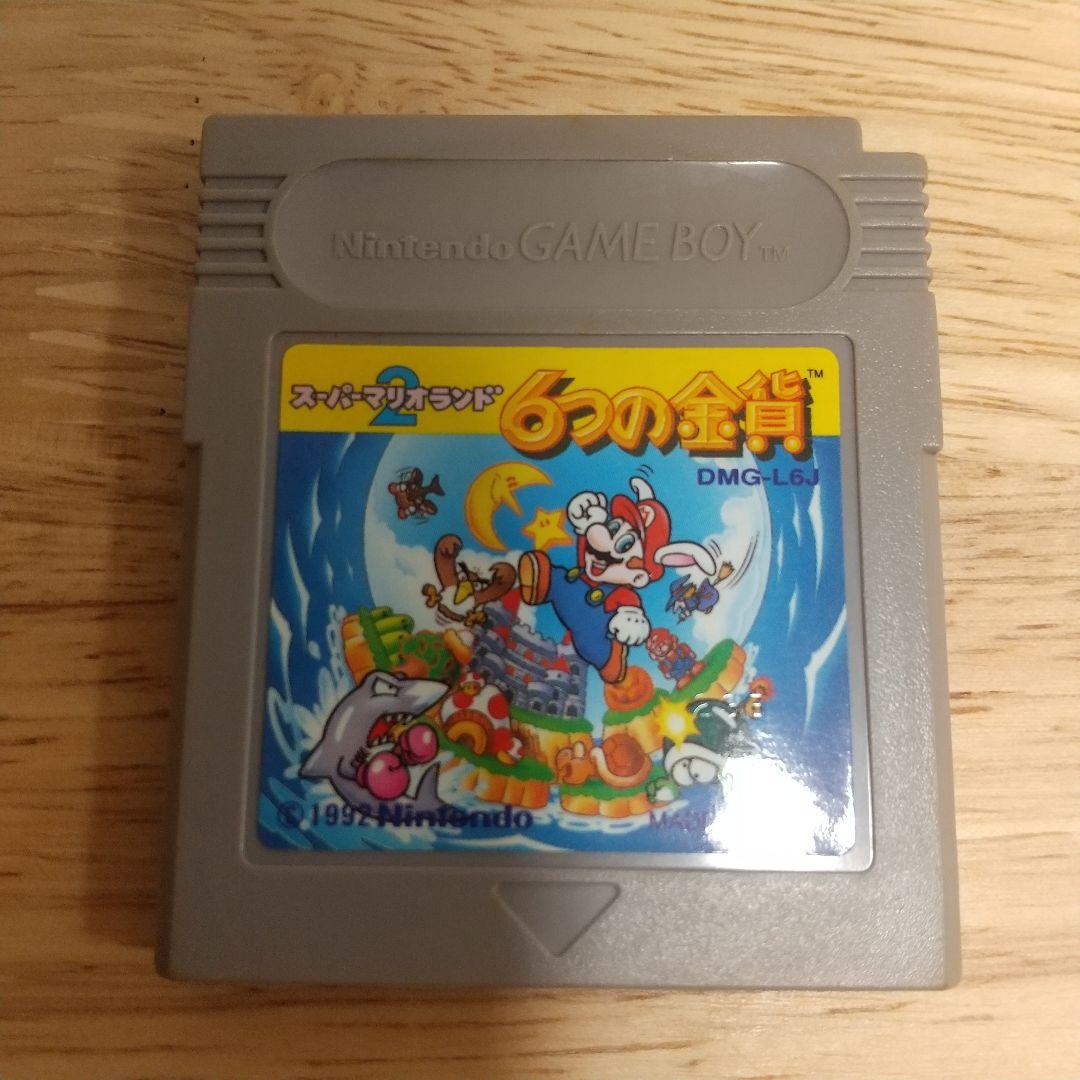 Nintendo GAME BOY TM
スーパーマリオランド2
6つの金貨 TM
DMG-L6J
© 1992 Nintendo